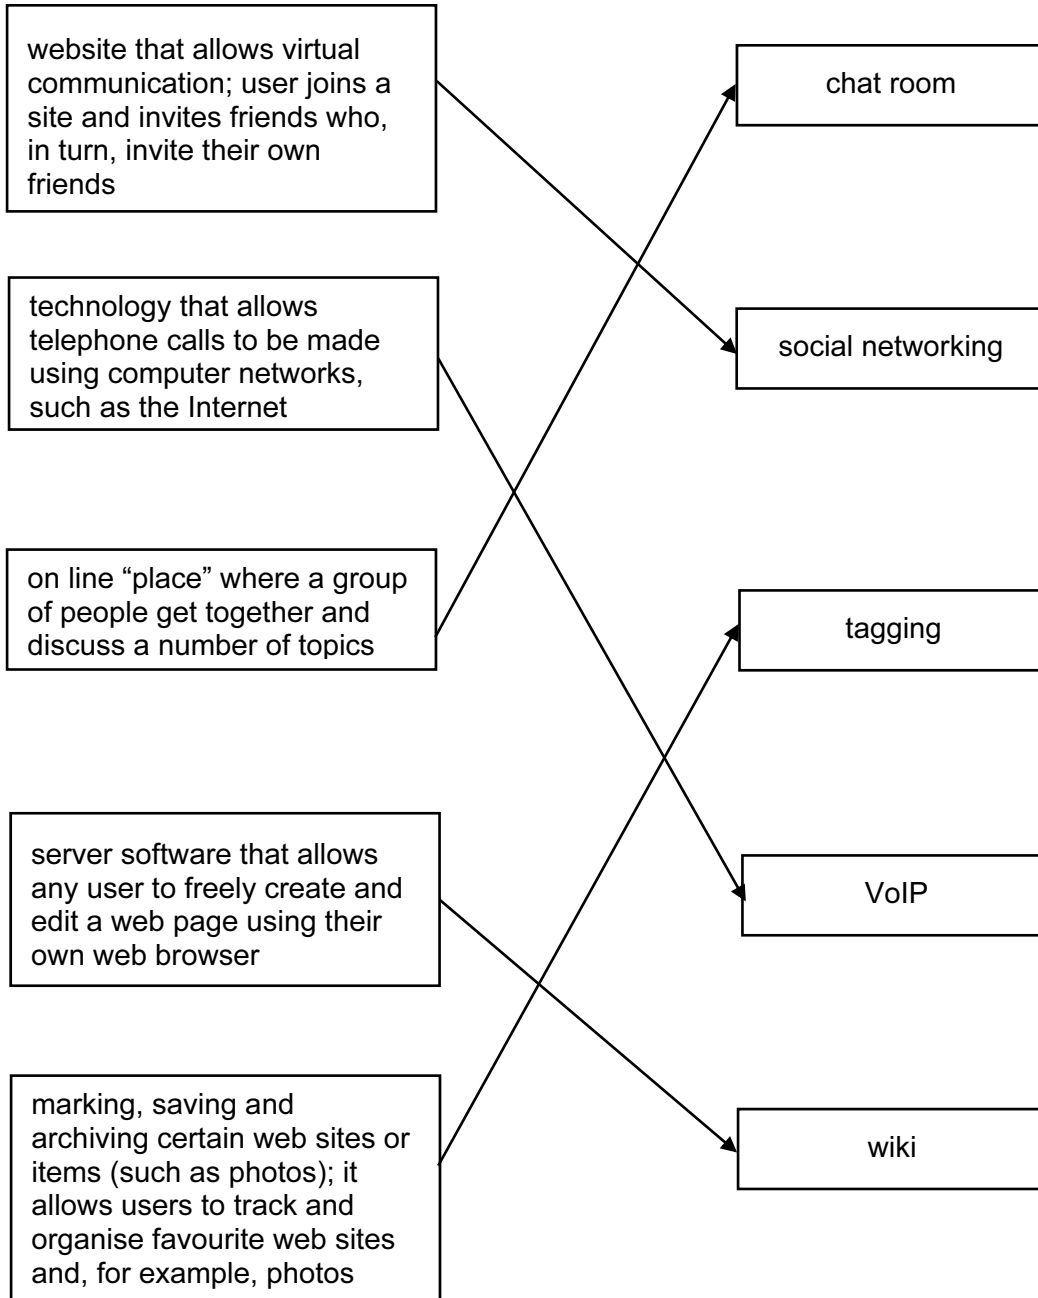 website that allows virtual
communication; user joins a
site and invites friends who,
in turn, invite their own
friends
chat room
technology that allows
telephone calls to be made
using computer networks,
such as the Internet
social networking
on line “place” where a group
of people get together and
discuss a number of topics
tagging
server software that allows
any user to freely create and
edit a web page using their
own web browser
VoIP
marking, saving and
archiving certain web sites or
items (such as photos); it
allows users to track and
organise favourite web sites
and, for example, photos
wiki